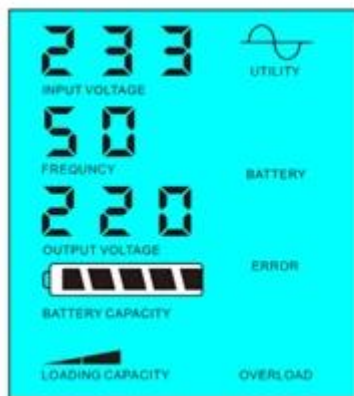 233
INPUT VOLTAGE
UTILITY
50
FREQUNCY
BATTERY
220
OUTPUT VOLTAGE
ERROR
BATTERY CAPACITY
LOADING CAPACITY
OVERLOAD